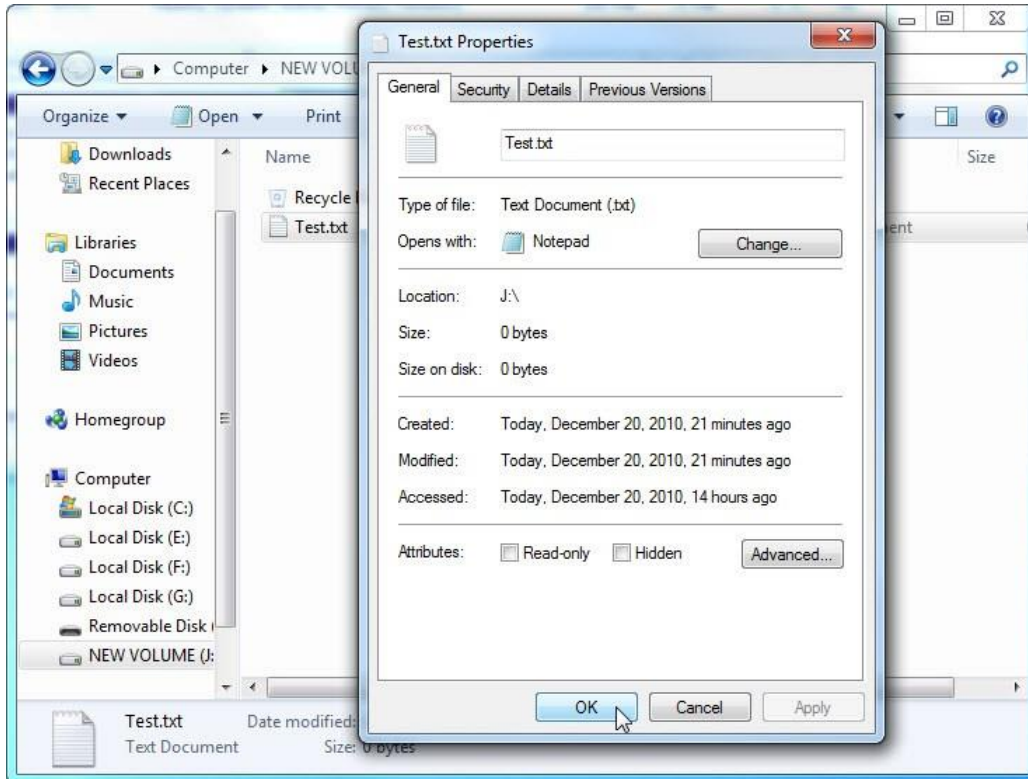 Test.txt Properties
Computer ▸ NEW VOLU
General Security Details Previous Versions
Organize Open Print
Test.txt
Downloads
Recent Places
Libraries
Documents
Music
Pictures
Videos
Homegroup
Computer
Local Disk (C:)
Local Disk (E:)
Local Disk (F:)
Local Disk (G:)
Removable Disk (
NEW VOLUME (J:
Name Size
Recycle
Test.txt ent
Type of file: Text Document (.txt)
Opens with: Notepad Change...
Location: J:\
Size: 0 bytes
Size on disk: 0 bytes
Created: Today, December 20, 2010, 21 minutes ago
Modified: Today, December 20, 2010, 21 minutes ago
Accessed: Today, December 20, 2010, 14 hours ago
Attributes: Read-only Hidden Advanced...
OK Cancel Apply
Test.txt Date modified:
Text Document Size: 0 bytes